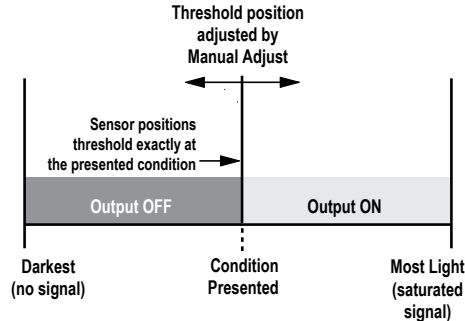 Threshold position
adjusted by
Manual Adjust
Sensor positions
threshold exactly at
the presented condition
Output OFF
Output ON
Darkest
(no signal)
Condition
Presented
Most Light
(saturated
signal)